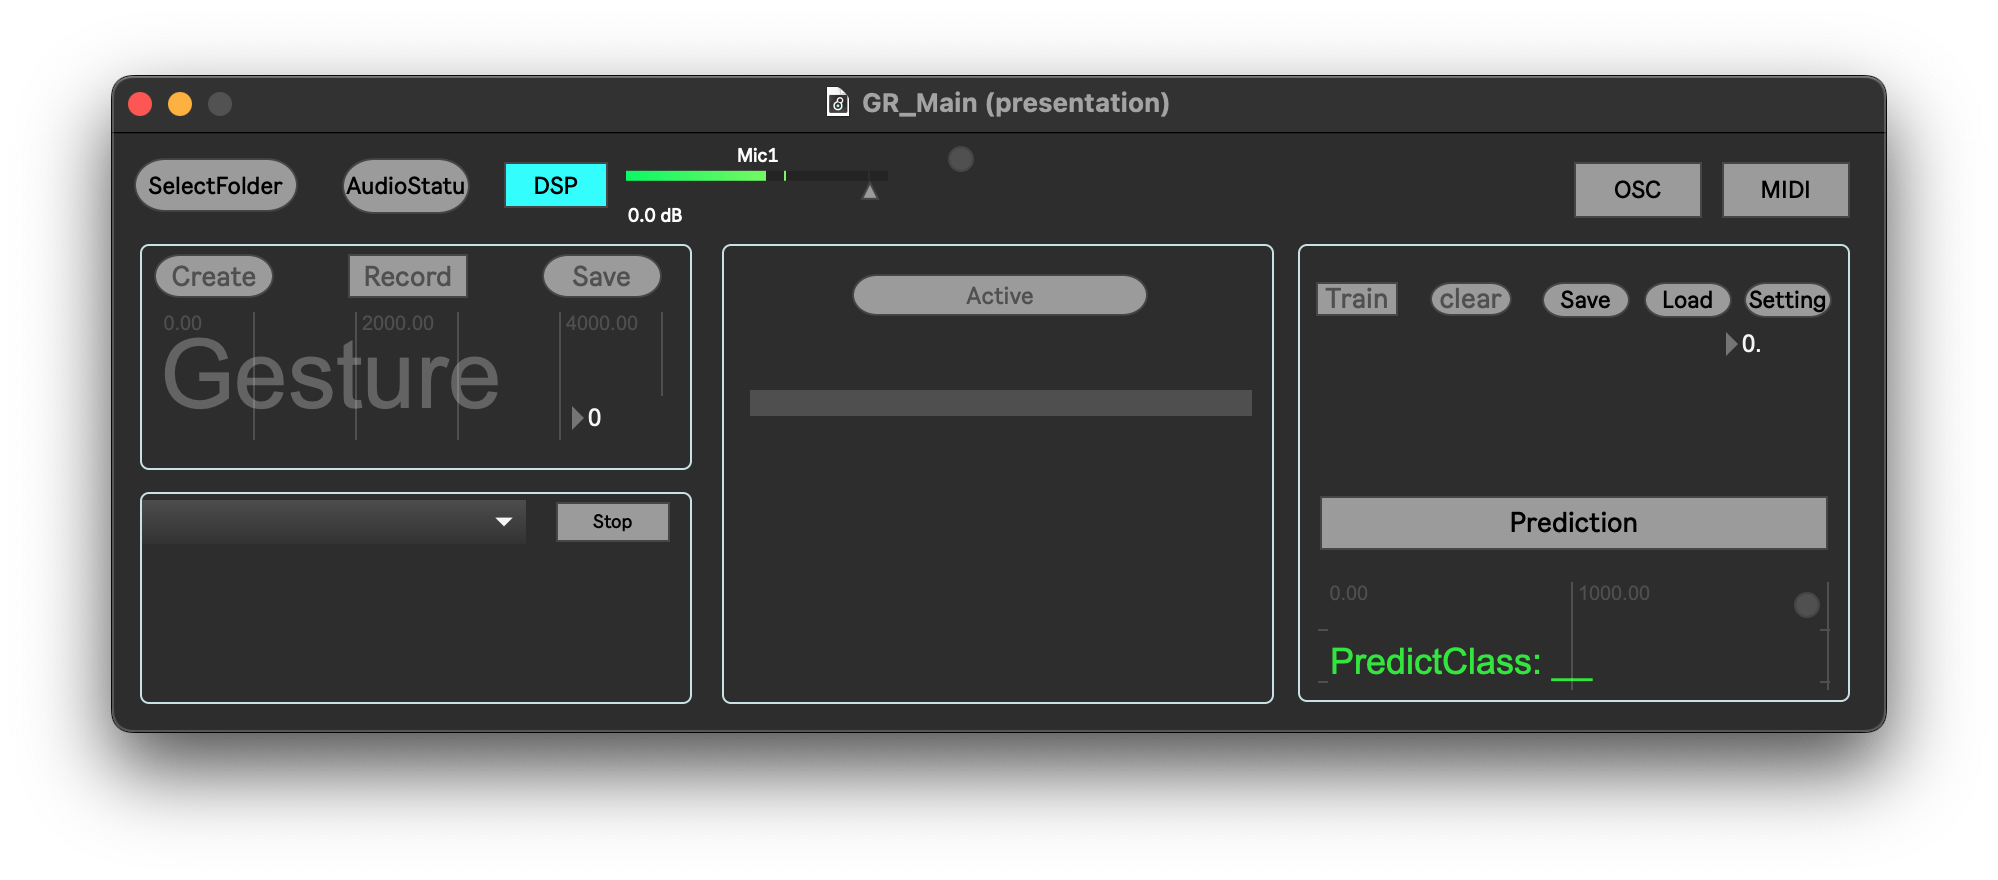 GR_Main (presentation)
SelectFolder
AudioStatu
DSP
Mic1
0.0 dB
OSC
MIDI
Create
Record
Save
0.00
2000.00
4000.00
Gesture
0
Stop
Active
Train
clear
Save
Load
Setting
0.
Prediction
0.00
1000.00
PredictClass: __